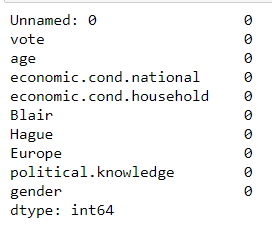 Unnamed: 0 0
vote 0
age 0
economic.cond.national 0
economic.cond.household 0
Blair 0
Hague 0
Europe 0
political.knowledge 0
gender 0
dtype: int64